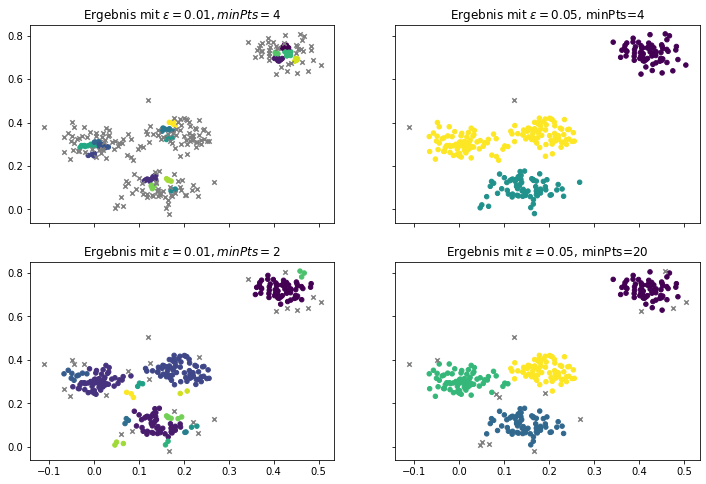 Ergebnis mit ε = 0.01, minPts = 4
Ergebnis mit ε = 0.05, minPts=4
0.8
0.6
0.4
0.2
0.0
Ergebnis mit ε = 0.01, minPts = 2
Ergebnis mit ε = 0.05, minPts=20
0.8
0.6
0.4
0.2
0.0
−0.1 0.0 0.1 0.2 0.3 0.4 0.5
−0.1 0.0 0.1 0.2 0.3 0.4 0.5